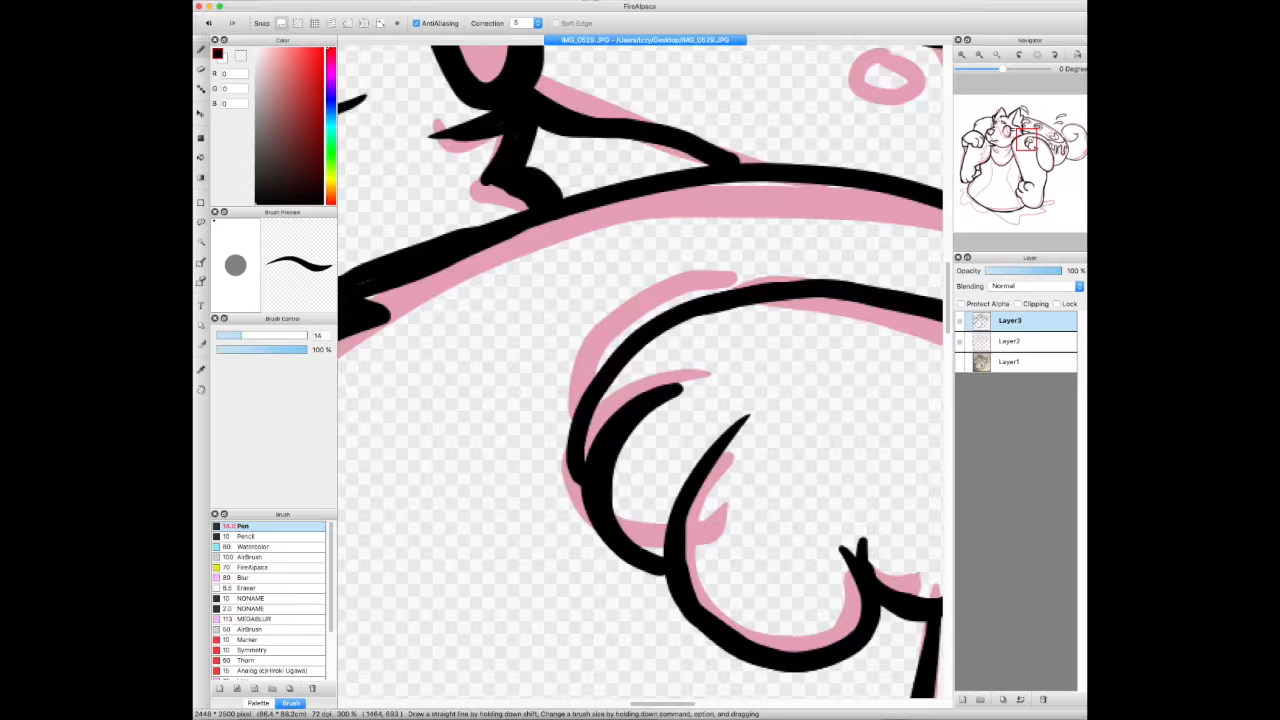 FireAlpaca
Snap
AntiAliasing
Correction
5
Soft Edge
Color
IMG_0529.JPG - /Users/Izzy/Desktop/IMG_0529.JPG
Navigator
R 0
G 0
B 0
0 Degree
Brush Preview
Layer
Opacity 100 %
Blending Normal
Protect Alpha Clipping Lock
Layer3
Layer2
Layer1
Brush Control
14
100 %
Brush
14.0 Pen
10 Pencil
80 Watercolor
100 AirBrush
70 FireAlpaca
80 Blur
8.5 Eraser
10 NONAME
2.0 NONAME
113 MEGABLUR
50 AirBrush
10 Marker
10 Symmetry
50 Thorn
15 Analog (c)Hiroki Ugawa)
Palette Brush
2448 * 2500 pixel (86.4 * 88.2cm) 72 dpi 300 % (1464, 693) Draw a straight line by holding down shift, Change a brush size by holding down command, option, and dragging